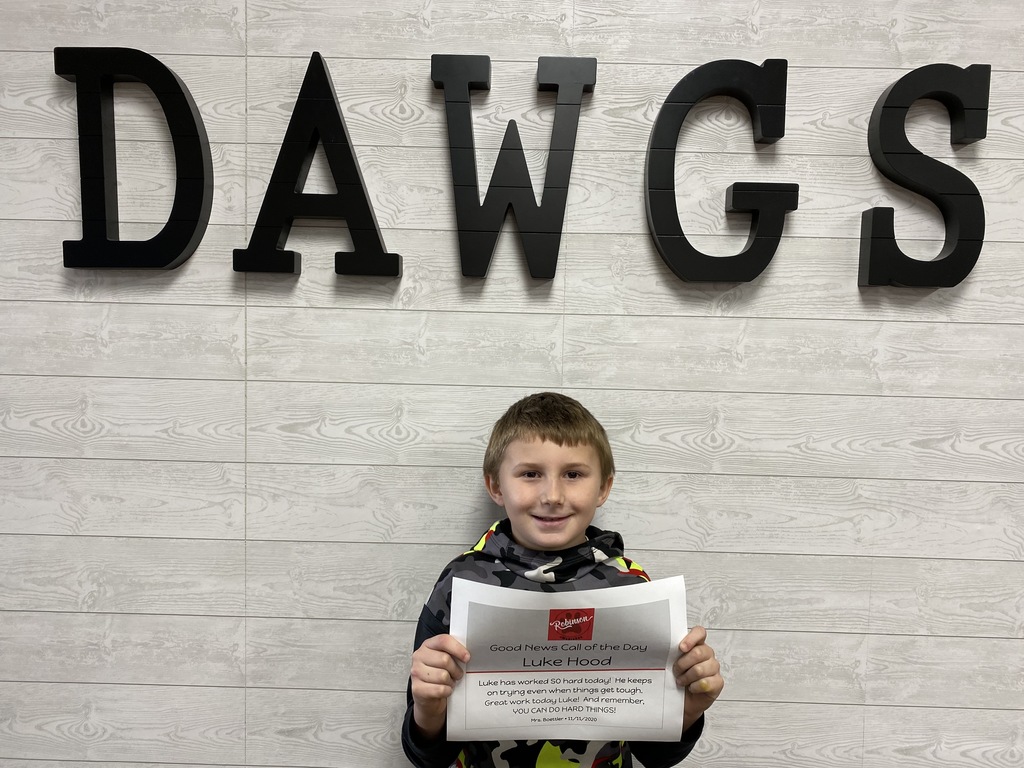 DAWGS
Robinson
Good News Call of the Day
Luke Hood
Luke has worked SO hard today! He keeps
on trying even when things get tough.
Great work today Luke! And remember,
YOU CAN DO HARD THINGS!
Mrs. Boettler • 11/11/2020